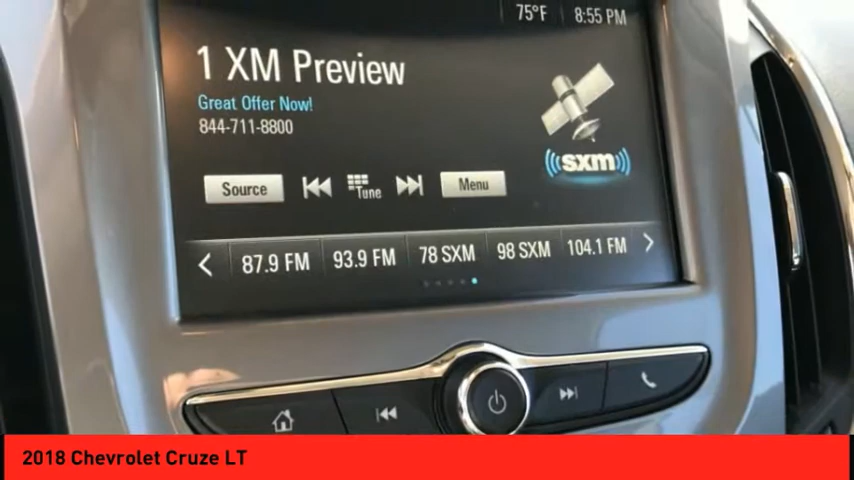 75°F 8:55 PM
1 XM Preview
Great Offer Now!
844-711-8800
sxm
Source Tune Menu
87.9 FM 93.9 FM 78 SXM 98 SXM 104.1 FM
2018 Chevrolet Cruze LT